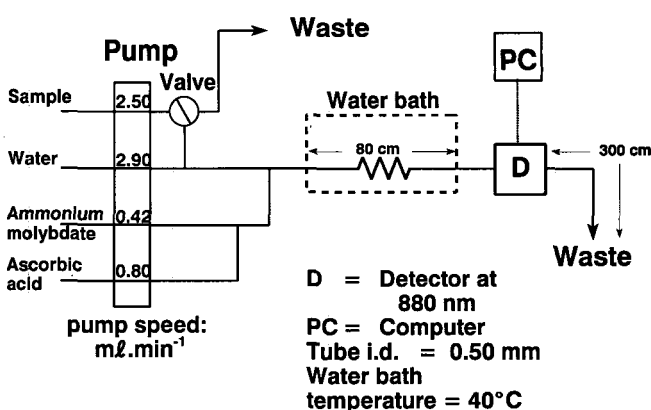 Waste
Pump
PC
Valve
Sample
2.50
Water bath
80 cm
300 cm
Water
2.90
D
Ammonium
molybdate
0.42
Waste
Ascorbic
acid
0.80
D = Detector at
880 nm
pump speed:
mℓ.min⁻¹
PC = Computer
Tube i.d. = 0.50 mm
Water bath
temperature = 40°C